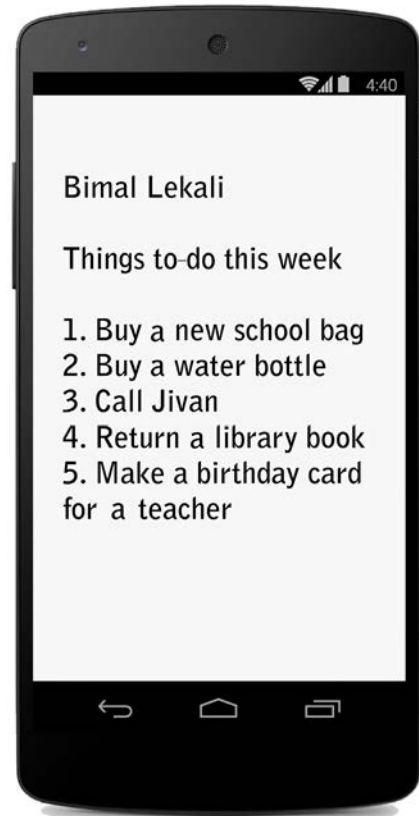 4:40
Bimal Lekali
Things to-do this week
1. Buy a new school bag
2. Buy a water bottle
3. Call Jivan
4. Return a library book
5. Make a birthday card
for a teacher